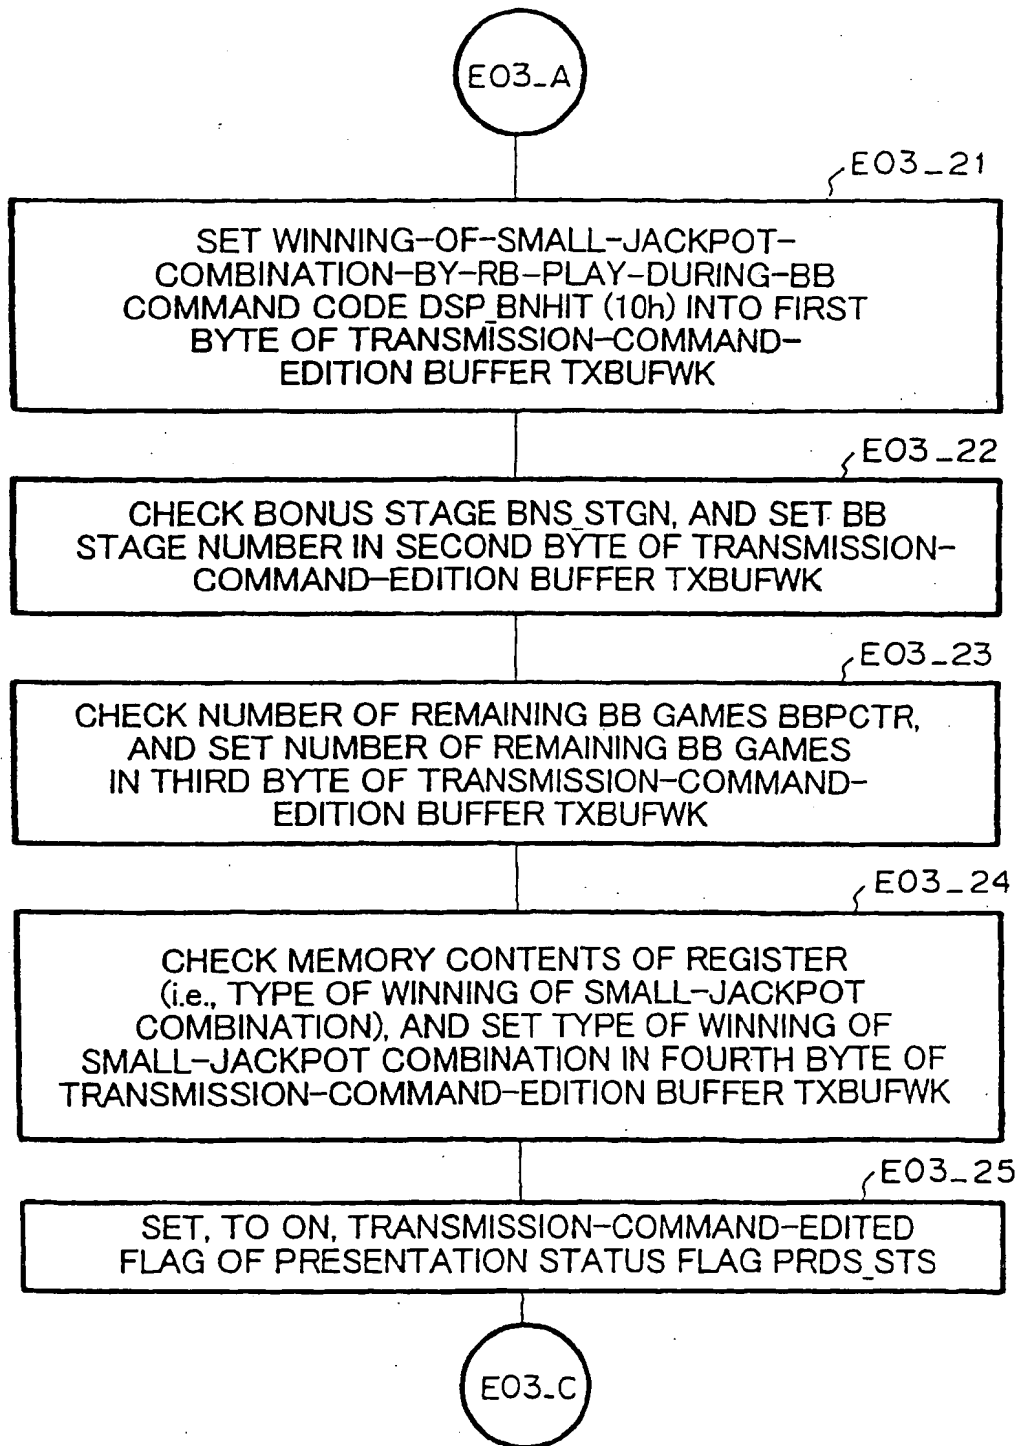 E03_A
E03_21
SET WINNING-OF-SMALL-JACKPOT-
COMBINATION-BY-RB-PLAY-DURING-BB
COMMAND CODE DSP_BNHIT (10h) INTO FIRST
BYTE OF TRANSMISSION-COMMAND-
EDITION BUFFER TXBUFWK
E03_22
CHECK BONUS STAGE BNS_STGN, AND SET BB
STAGE NUMBER IN SECOND BYTE OF TRANSMISSION-
COMMAND-EDITION BUFFER TXBUFWK
E03_23
CHECK NUMBER OF REMAINING BB GAMES BBPCTR,
AND SET NUMBER OF REMAINING BB GAMES
IN THIRD BYTE OF TRANSMISSION-COMMAND-
EDITION BUFFER TXBUFWK
E03_24
CHECK MEMORY CONTENTS OF REGISTER
(i.e., TYPE OF WINNING OF SMALL-JACKPOT
COMBINATION), AND SET TYPE OF WINNING OF
SMALL-JACKPOT COMBINATION IN FOURTH BYTE OF
TRANSMISSION-COMMAND-EDITION BUFFER TXBUFWK
E03_25
SET, TO ON, TRANSMISSION-COMMAND-EDITED
FLAG OF PRESENTATION STATUS FLAG PRDS_STS
E03_C